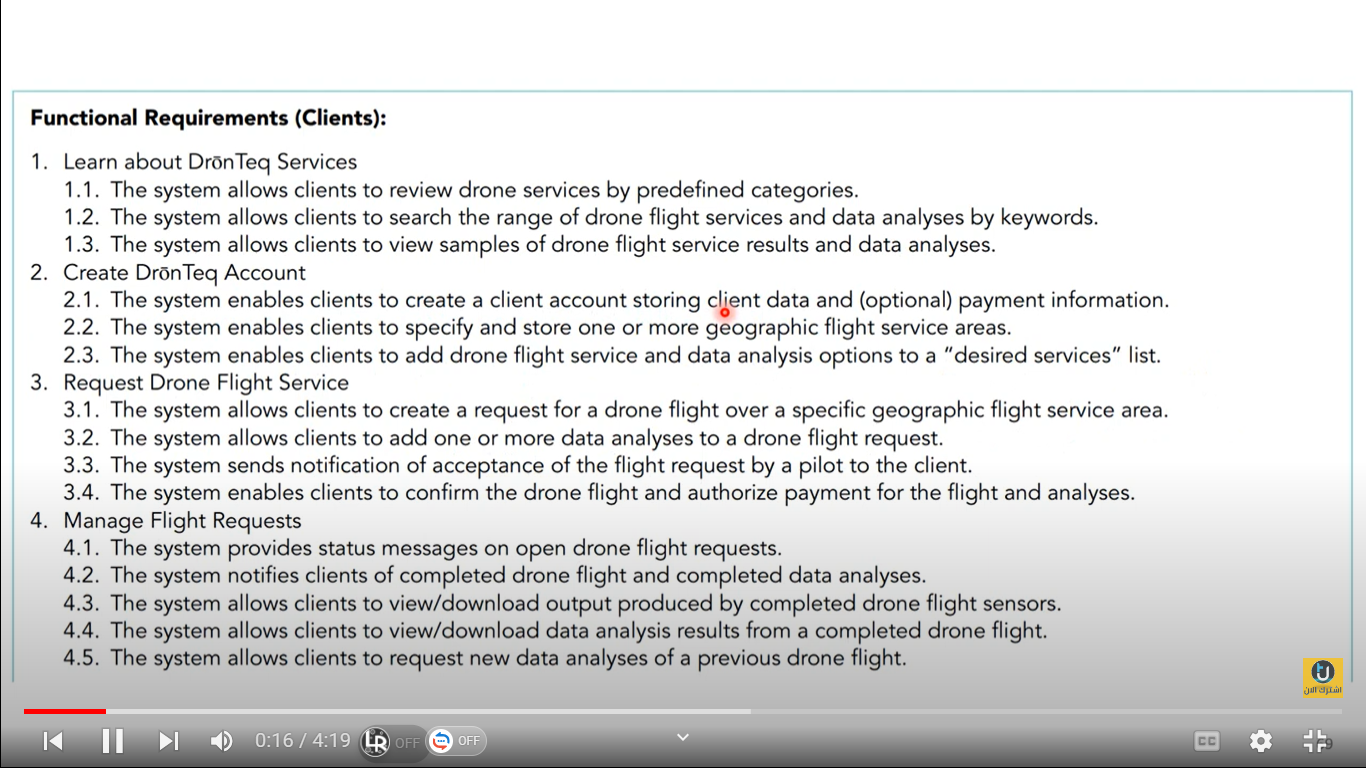 Functional Requirements (Clients):
1. Learn about DrōnTeq Services
1.1. The system allows clients to review drone services by predefined categories.
1.2. The system allows clients to search the range of drone flight services and data analyses by keywords.
1.3. The system allows clients to view samples of drone flight service results and data analyses.
2. Create DrōnTeq Account
2.1. The system enables clients to create a client account storing client data and (optional) payment information.
2.2. The system enables clients to specify and store one or more geographic flight service areas.
2.3. The system enables clients to add drone flight service and data analysis options to a “desired services” list.
3. Request Drone Flight Service
3.1. The system allows clients to create a request for a drone flight over a specific geographic flight service area.
3.2. The system allows clients to add one or more data analyses to a drone flight request.
3.3. The system sends notification of acceptance of the flight request by a pilot to the client.
3.4. The system enables clients to confirm the drone flight and authorize payment for the flight and analyses.
4. Manage Flight Requests
4.1. The system provides status messages on open drone flight requests.
4.2. The system notifies clients of completed drone flight and completed data analyses.
4.3. The system allows clients to view/download output produced by completed drone flight sensors.
4.4. The system allows clients to view/download data analysis results from a completed drone flight.
4.5. The system allows clients to request new data analyses of a previous drone flight.
اشترك الان
0:16 / 4:19 LR OFF OFF CC